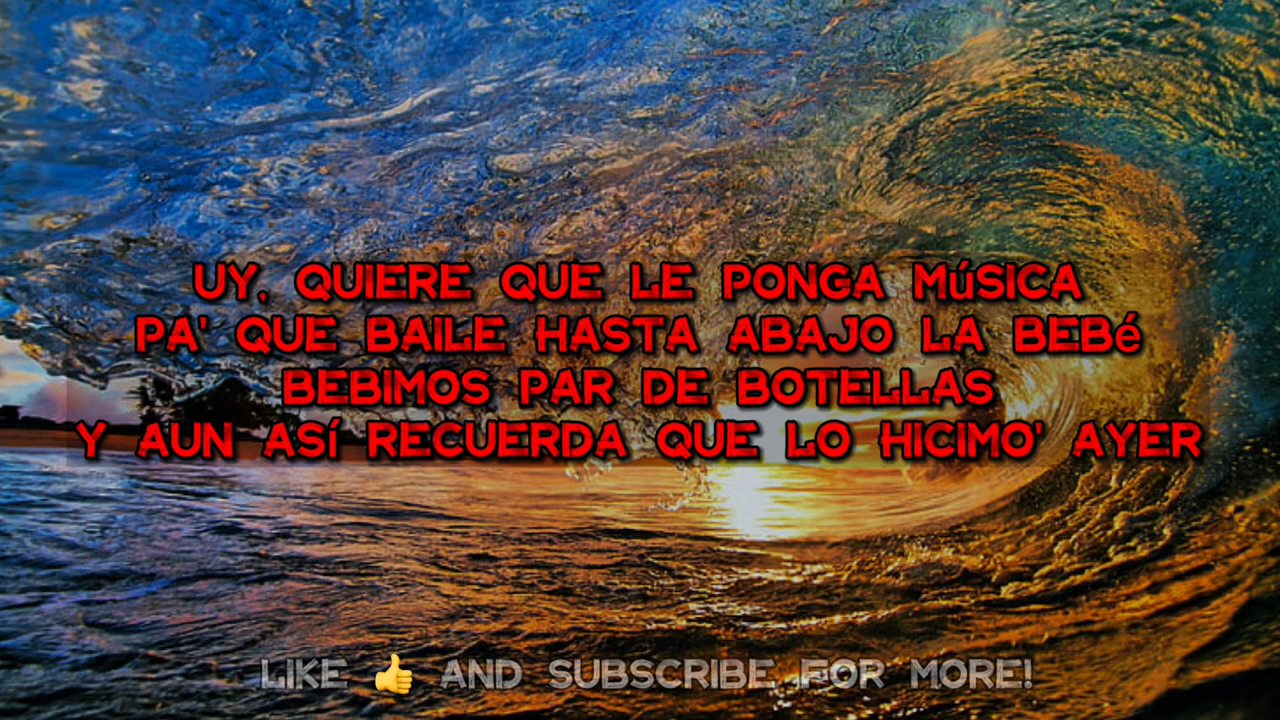 UY, QUIERE QUE LE PONGA MúSICA
PA' QUE BAILE HASTA ABAJO LA BEBé
BEBIMOS PAR DE BOTELLAS
Y AUN ASí RECUERDA QUE LO HICIMO' AYER
LIKE 👍 AND SUBSCRIBE FOR MORE!